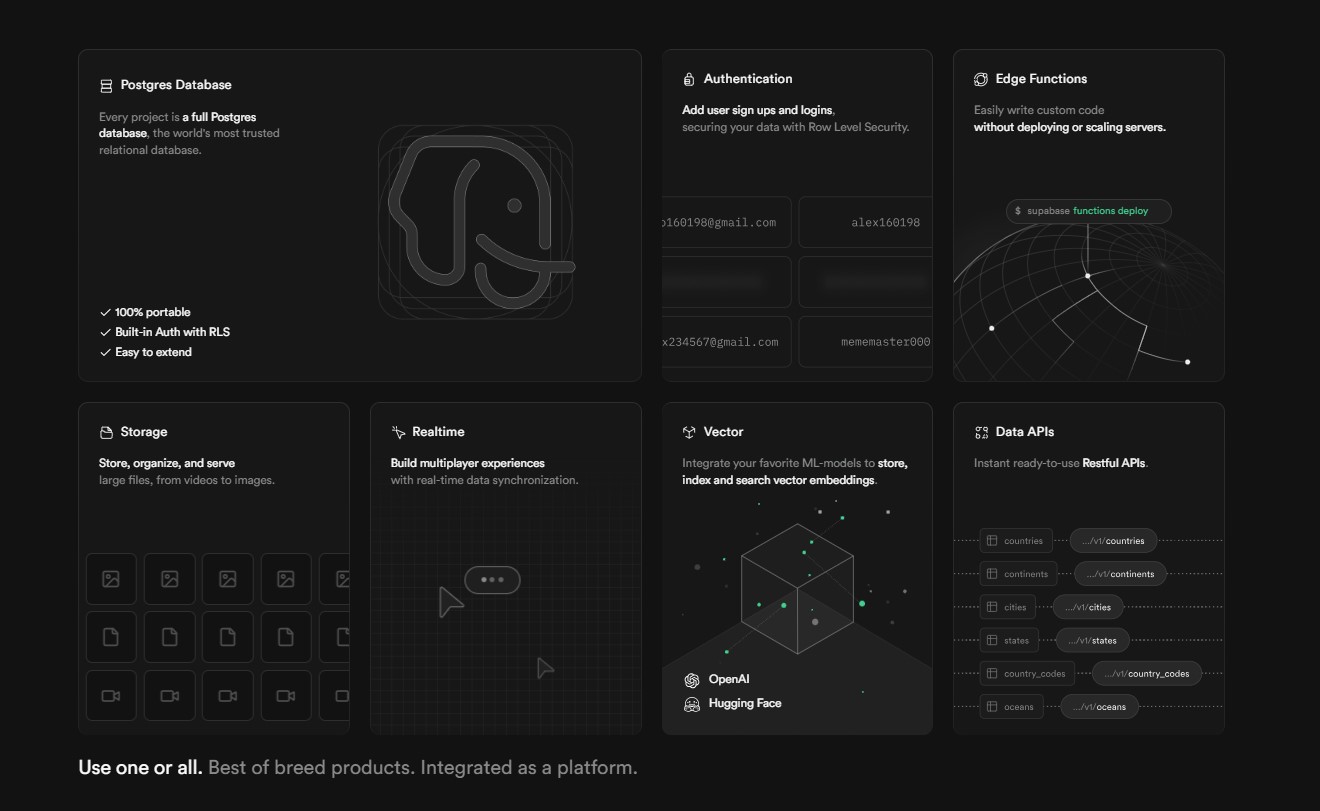 Postgres Database
Every project is a full Postgres
database, the world's most trusted
relational database.
✓ 100% portable
✓ Built-in Auth with RLS
✓ Easy to extend
Authentication
Add user sign ups and logins,
securing your data with Row Level Security.
160198@gmail.com
alex160198
x234567@gmail.com
mememaster000
Edge Functions
Easily write custom code
without deploying or scaling servers.
$ supabase functions deploy
Storage
Store, organize, and serve
large files, from videos to images.
Realtime
Build multiplayer experiences
with real-time data synchronization.
Vector
Integrate your favorite ML-models to store,
index and search vector embeddings.
OpenAI
Hugging Face
Data APIs
Instant ready-to-use Restful APIs.
countries .../v1/countries
continents .../v1/continents
cities .../v1/cities
states .../v1/states
country_codes .../v1/country_codes
oceans .../v1/oceans
Use one or all. Best of breed products. Integrated as a platform.